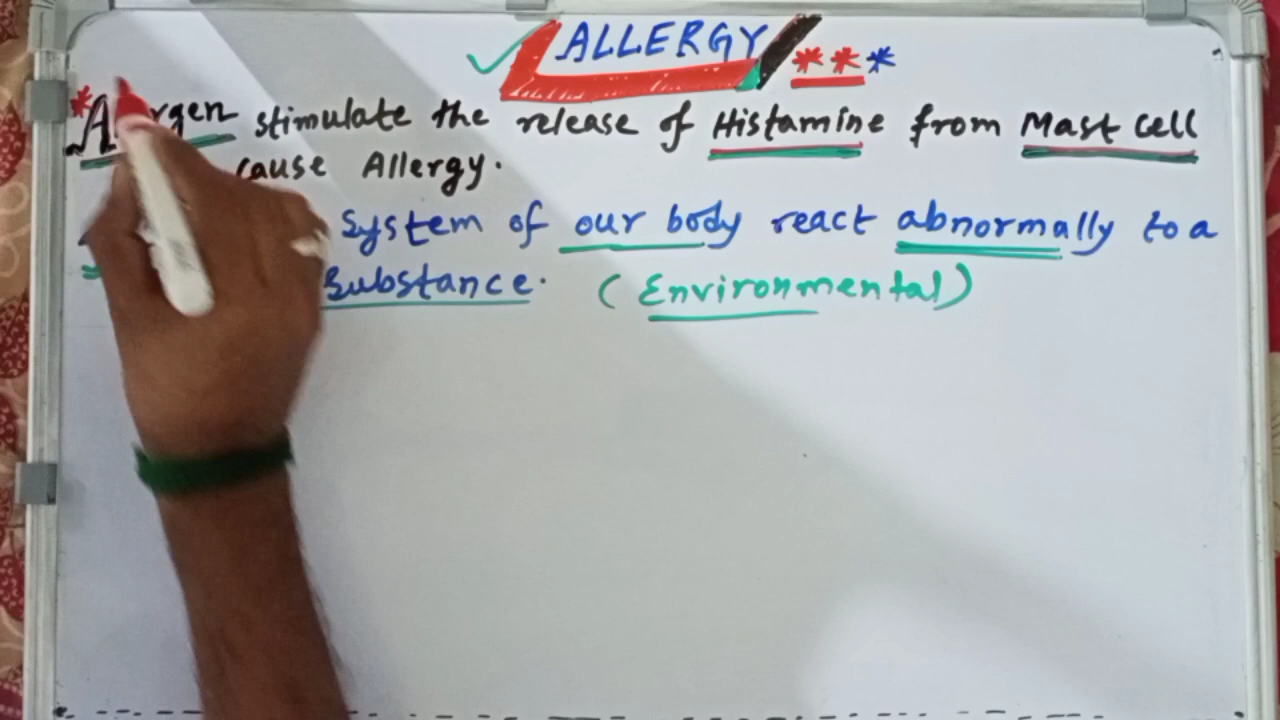 ALLERGY ***
stimulate the release of Histamine from Mast cell
cause Allergy.
System of our body react abnormally to a
Substance. (Environmental)